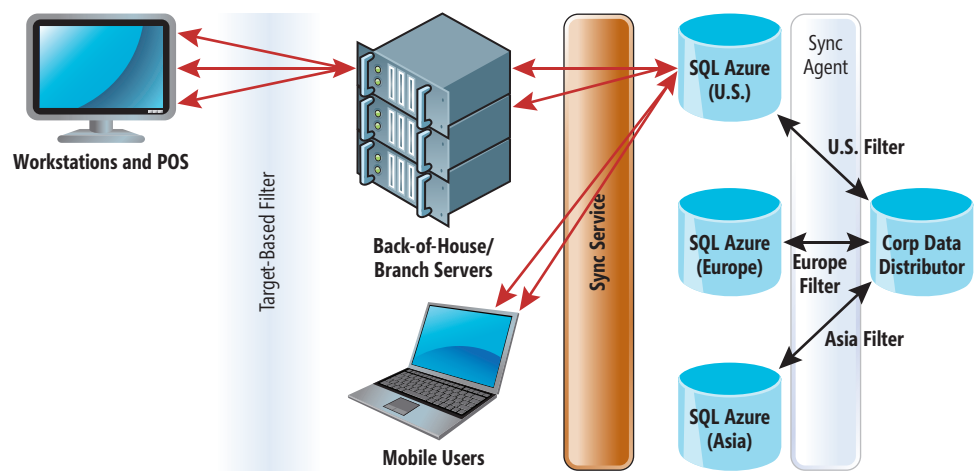 Workstations and POS
Target-Based Filter
Back-of-House/
Branch Servers
Mobile Users
Sync Service
SQL Azure
(U.S.)
SQL Azure
(Europe)
SQL Azure
(Asia)
Sync
Agent
U.S. Filter
Europe
Filter
Asia Filter
Corp Data
Distributor